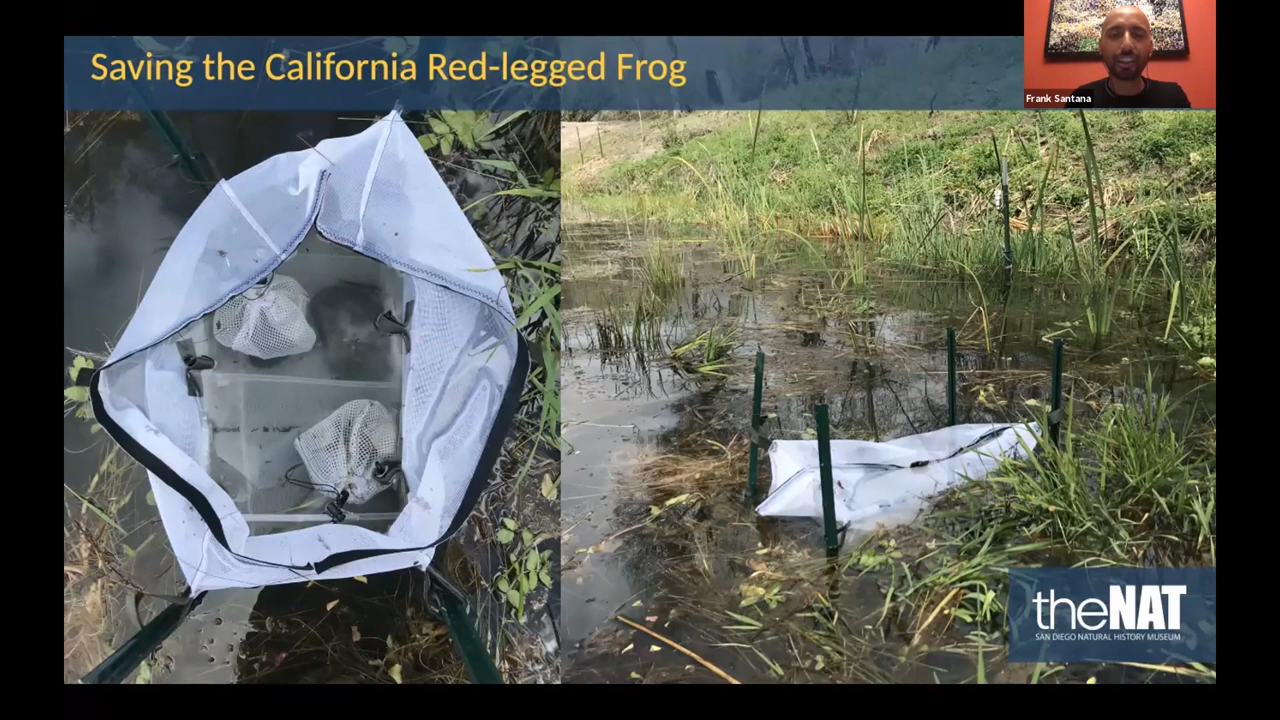 Saving the California Red-legged Frog
Frank Santana
theNAT
SAN DIEGO NATURAL HISTORY MUSEUM